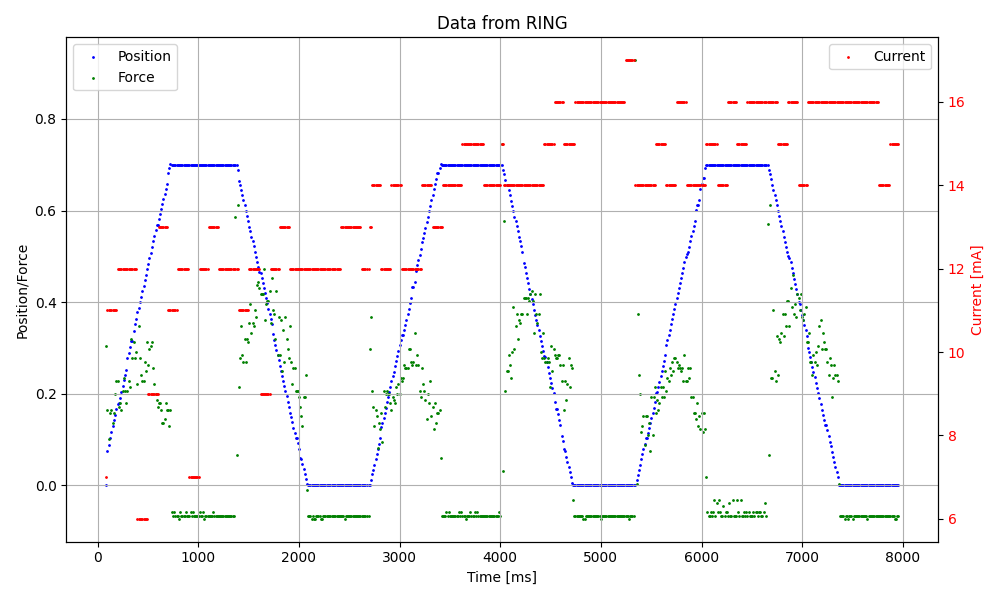 Data from RING
Position
Force
Current
Position/Force
0.8
0.6
0.4
0.2
0.0
16
14
12
10
8
6
Current [mA]
0
1000
2000
3000
4000
5000
6000
7000
8000
Time [ms]